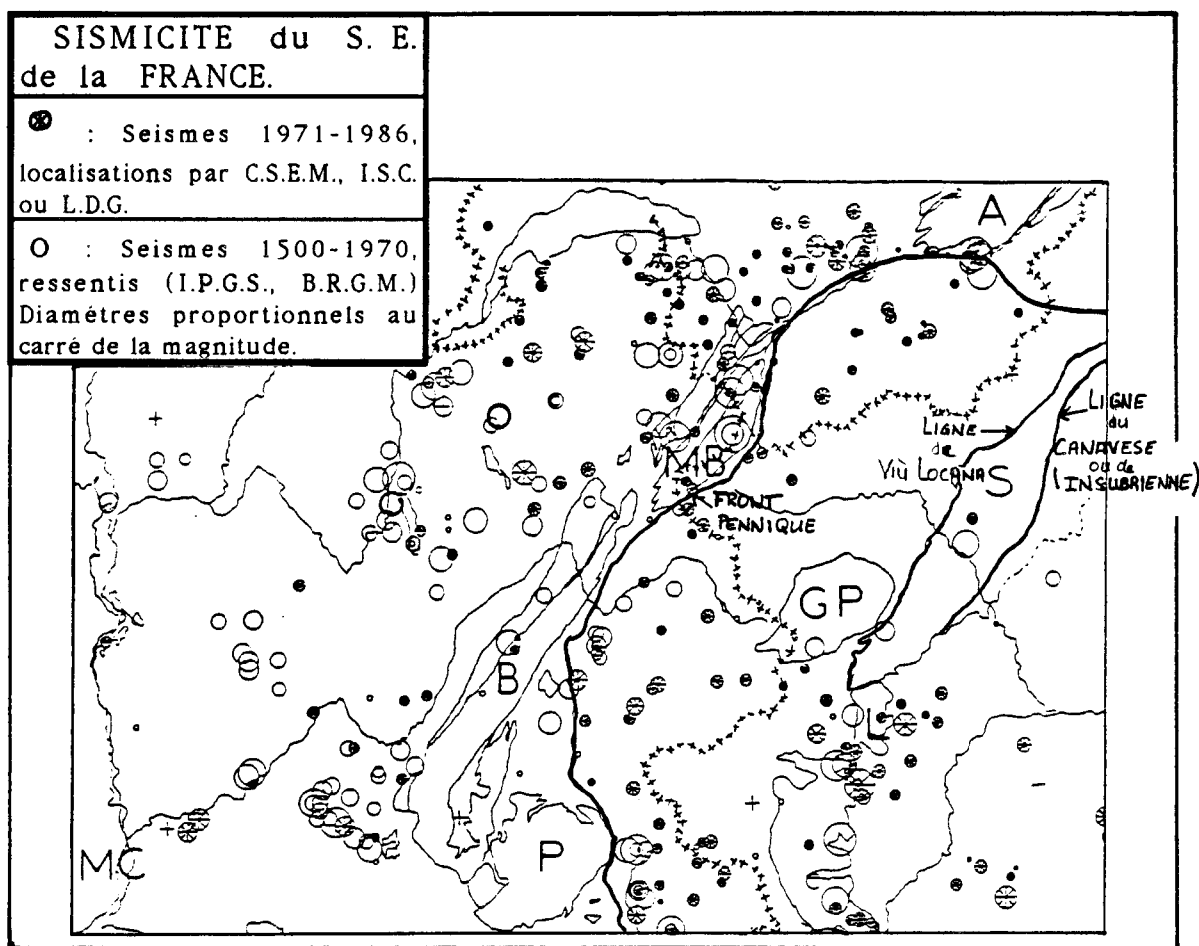 SISMICITE du S. E.
de la FRANCE.
: Seismes 1971-1986,
localisations par C.S.E.M., I.S.C.
ou L.D.G.
O : Seismes 1500-1970,
ressentis (I.P.G.S., B.R.G.M.)
Diamétres proportionnels au
carré de la magnitude.
A
LIGNE
de
VIÙ LOCANA
LIGNE
du
CANAVESE
ou de
(INSUBRIENNE)
S
MB
FRONT
PENNIQUE
GP
B
L
P
MC